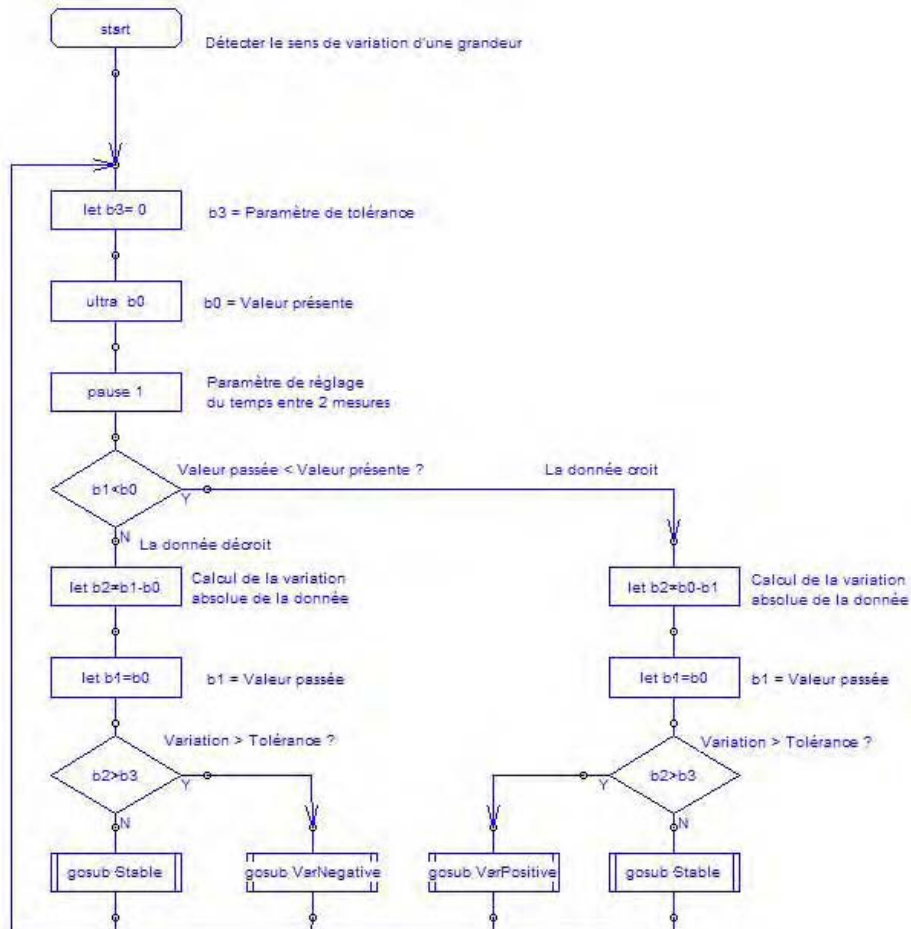 start
Détecter le sens de variation d'une grandeur
let b3= 0
b3 = Paramètre de tolérance
ultra b0
b0 = Valeur présente
pause 1
Paramètre de réglage
du temps entre 2 mesures
Valeur passée < Valeur présente ?
La donnée croit
b1<b0
Y
N
La donnée décroit
let b2=b1-b0
Calcul de la variation
absolue de la donnée
let b2=b0-b1
Calcul de la variation
absolue de la donnée
let b1=b0
b1 = Valeur passée
let b1=b0
b1 = Valeur passée
Variation > Tolérance ?
Variation > Tolérance ?
b2>b3
Y
Y
b2>b3
N
N
gosub Stable
gosub VarNegative
gosub VarPositive
gosub Stable